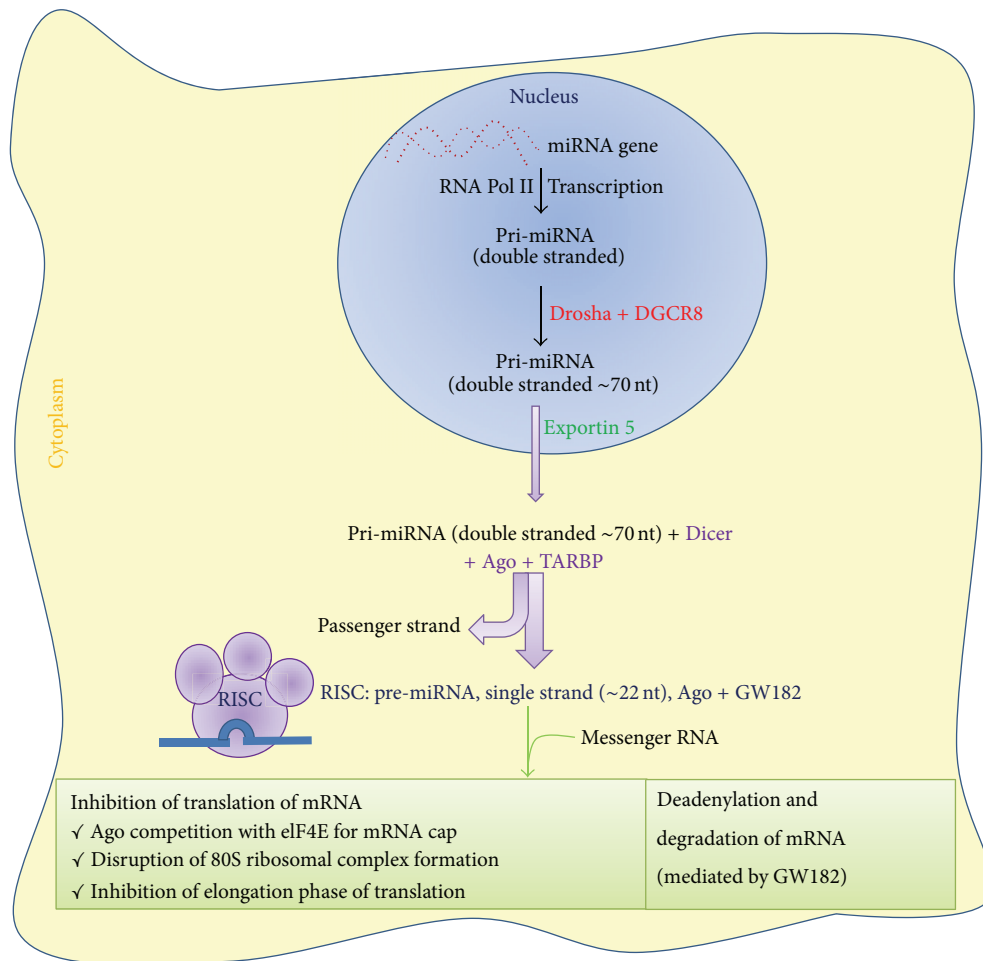 Nucleus
miRNA gene
RNA Pol II Transcription
Pri-miRNA
(double stranded)
Drosha + DGCR8
Pri-miRNA
(double stranded ~70 nt)
Exportin 5
Cytoplasm
Pri-miRNA (double stranded ~70 nt) + Dicer
+ Ago + TARBP
Passenger strand
RISC
RISC: pre-miRNA, single strand (~22 nt), Ago + GW182
Messenger RNA
Inhibition of translation of mRNA
✓ Ago competition with elF4E for mRNA cap
✓ Disruption of 80S ribosomal complex formation
✓ Inhibition of elongation phase of translation
Deadenylation and
degradation of mRNA
(mediated by GW182)